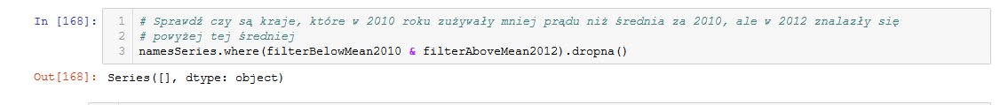 In [168]:
1 # Sprawdź czy są kraje, które w 2010 roku zużywały mniej prądu niż średnia za 2010, ale w 2012 znalazły się
2 # powyżej tej średniej
3 namesSeries.where(filterBelowMean2010 & filterAboveMean2012).dropna()
Out[168]: Series([], dtype: object)